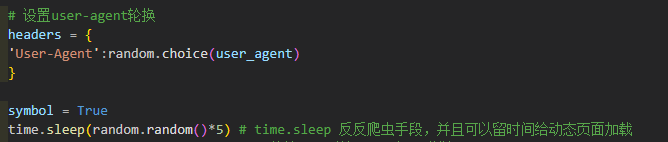 # 设置user-agent轮换
headers = {
'User-Agent':random.choice(user_agent)
}
symbol = True
time.sleep(random.random()*5) # time.sleep 反反爬虫手段，并且可以留时间给动态页面加载